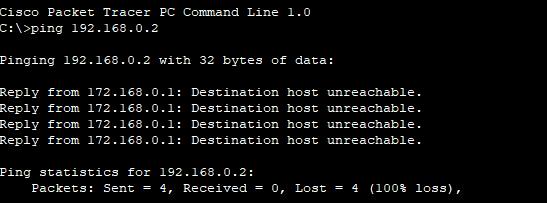 Cisco Packet Tracer PC Command Line 1.0
C:\>ping 192.168.0.2
Pinging 192.168.0.2 with 32 bytes of data:
Reply from 172.168.0.1: Destination host unreachable.
Reply from 172.168.0.1: Destination host unreachable.
Reply from 172.168.0.1: Destination host unreachable.
Reply from 172.168.0.1: Destination host unreachable.
Ping statistics for 192.168.0.2:
Packets: Sent = 4, Received = 0, Lost = 4 (100% loss),